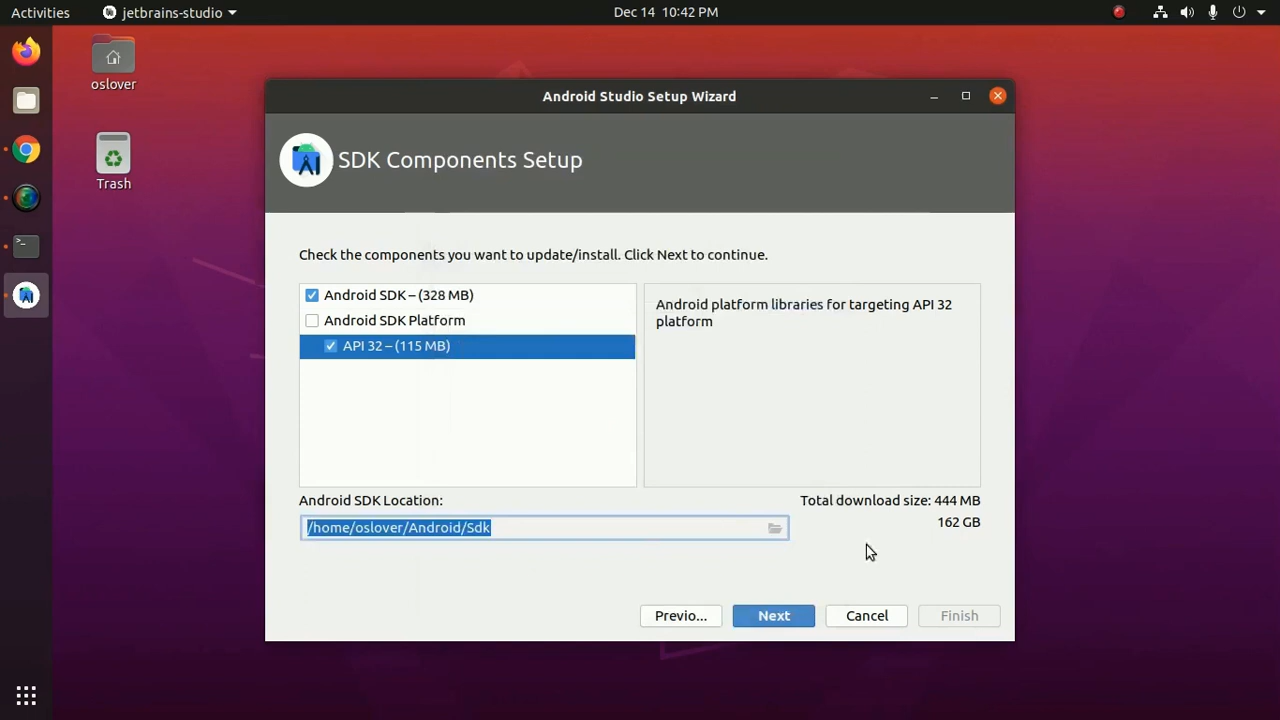 Activities
jetbrains-studio
Dec 14 10:42 PM
oslover
Trash
Android Studio Setup Wizard
SDK Components Setup
Check the components you want to update/install. Click Next to continue.
Android SDK – (328 MB)
Android SDK Platform
API 32 – (115 MB)
Android platform libraries for targeting API 32
platform
Android SDK Location:
Total download size: 444 MB
162 GB
/home/oslover/Android/Sdk
Previo...
Next
Cancel
Finish